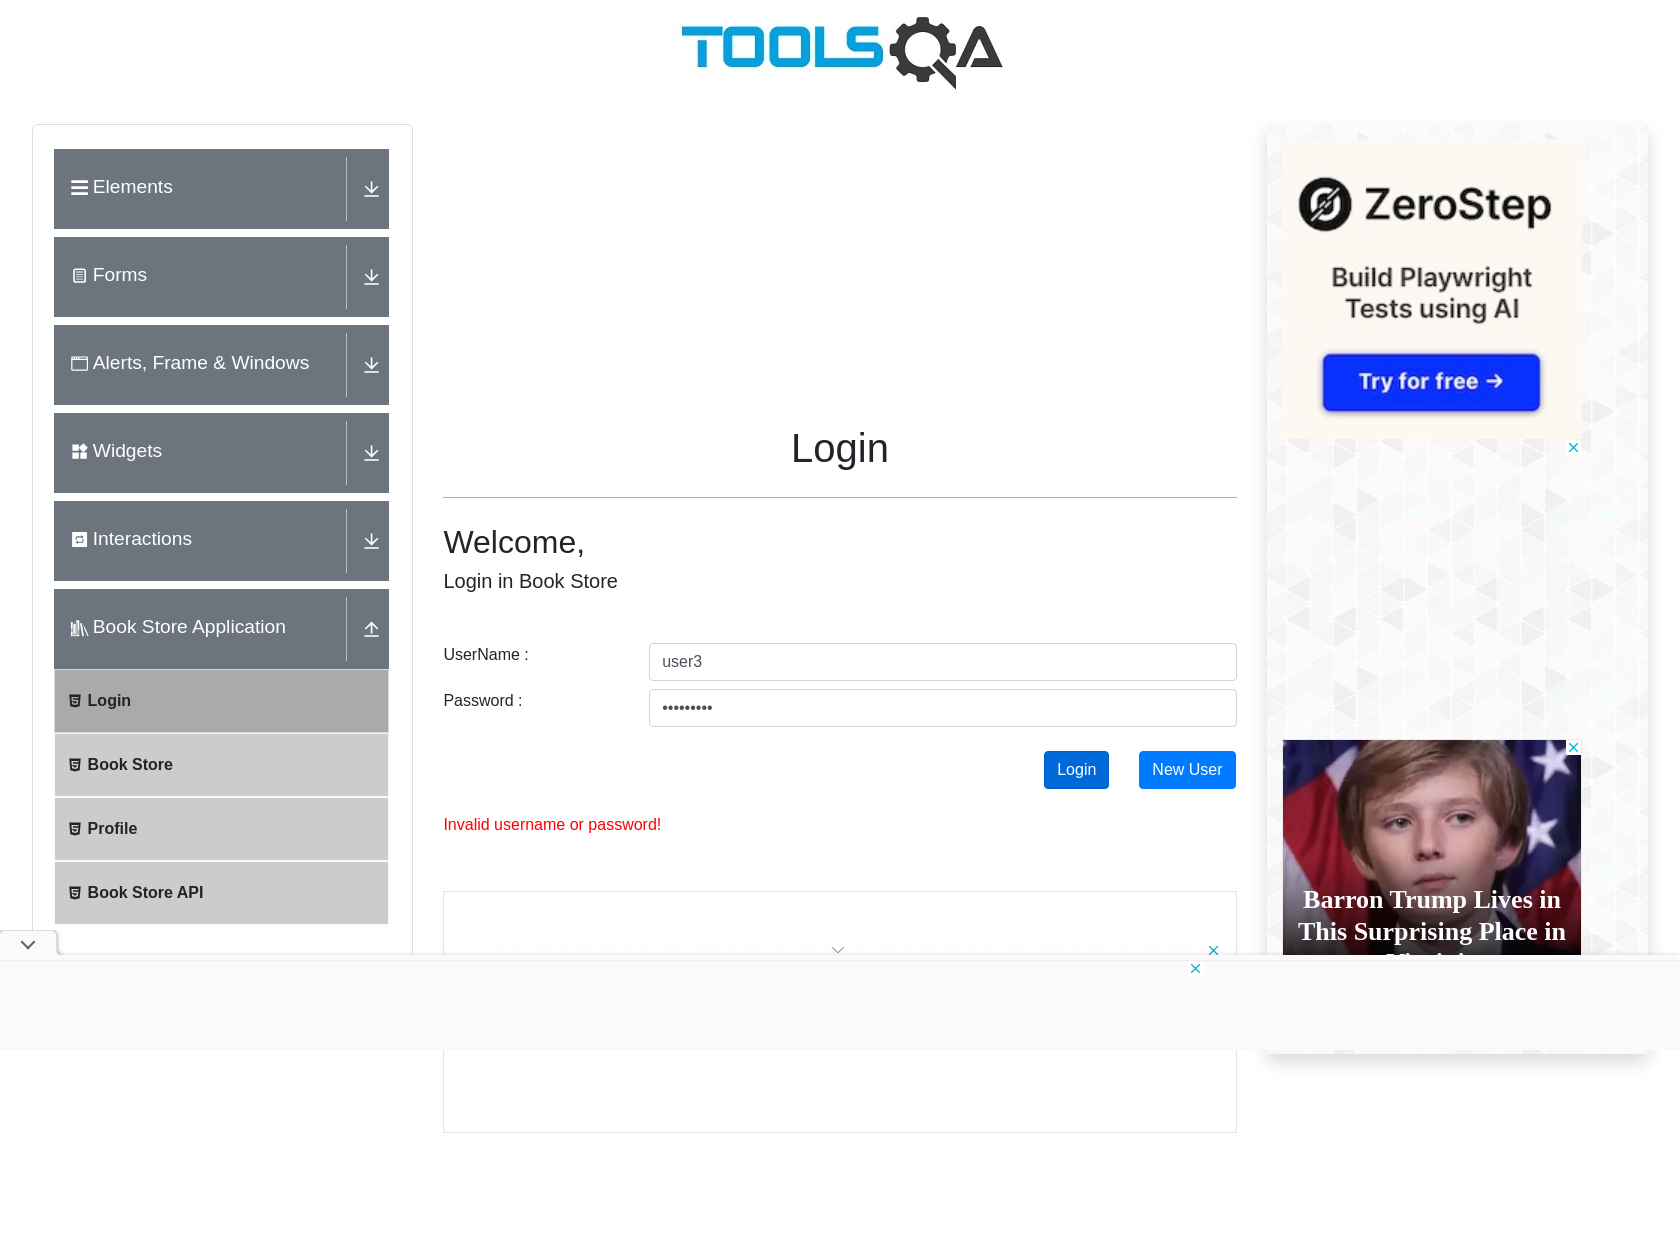 TOOLSQA
Elements
Forms
Alerts, Frame & Windows
Widgets
Interactions
Book Store Application
Login
Book Store
Profile
Book Store API
Login
Welcome,
Login in Book Store
UserName :
user3
Password :
•••••••••
Login
New User
Invalid username or password!
ZeroStep
Build Playwright
Tests using AI
Try for free →
Barron Trump Lives in
This Surprising Place in